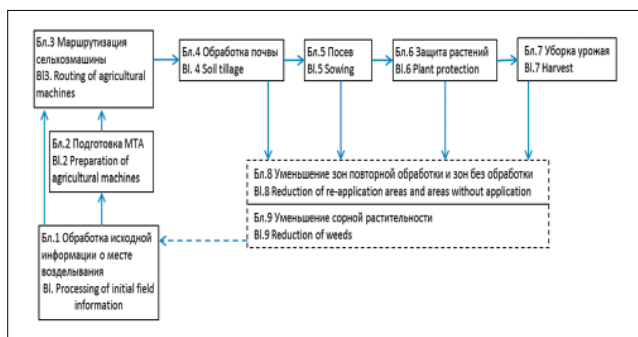 Бл.3 Маршрутизация
сельхозмашины
Bl3. Routing of agricultural
machines
Бл.4 Обработка почвы
Bl. 4 Soil tillage
Бл.5 Посев
Bl.5 Sowing
Бл.6 Защита растений
Bl.6 Plant protection
Бл.7 Уборка урожая
Bl.7 Harvest
Бл.2 Подготовка МТА
Bl.2 Preparation of
agricultural machines
Бл.8 Уменьшение зон повторной обработки и зон без обработки
Bl.8 Reduction of re-application areas and areas without application
Бл.9 Уменьшение сорной растительности
Bl.9 Reduction of weeds
Бл.1 Обработка исходной
информации о месте
возделывания
Bl. Processing of initial field
information